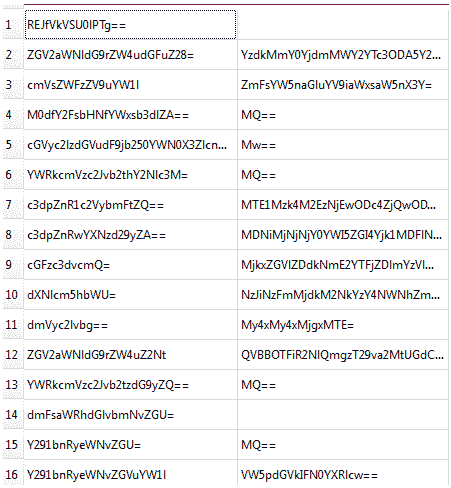 1 REJfVkVSU0lPTg==
2 ZGV2aWNldG9rZW4udGFuZ28= YzdkMmY0YjdmMWY2YTc3ODA5Y2...
3 cmVsZWFzZV9uYW1l ZmFsYW5naGluYV9iaWxsaW5nX3Y=
4 M0dfY2FsbHNfYWxsb3dlZA== MQ==
5 cGVyc2lzdGVudF9jb250YWN0X3Zlcn... Mw==
6 YWRkcmVzc2Jvb2thY2Nlc3M= MQ==
7 c3dpZnR1c2VybmFtZQ== MTE1Mzk4M2EzNjEwODc4ZjQwOD...
8 c3dpZnRwYXNzd29yZA== MDNiMjNjNjY0YWI5ZGI4Yjk1MDFlN...
9 cGFzc3dvcmQ= MjkxZGVlZDdkNmE2YTFjZDlmYzVl...
10 dXNlcm5hbWU= NzJiNzFmMjdkM2NkYzY4NWNhZm...
11 dmVyc2lvbg== My4xMy4xMjgxMTE=
12 ZGV2aWNldG9rZW4uZ2Nt QVBBOTFiR2NlQmgzT29va2MtUGdC...
13 YWRkcmVzc2Jvb2tzdG9yZQ== MQ==
14 dmFsaWRhdGlvbmNvZGU=
15 Y291bnRyeWNvZGU= MQ==
16 Y291bnRyeWNvZGVuYW1l VW5pdGVkIFN0YXRlcw==